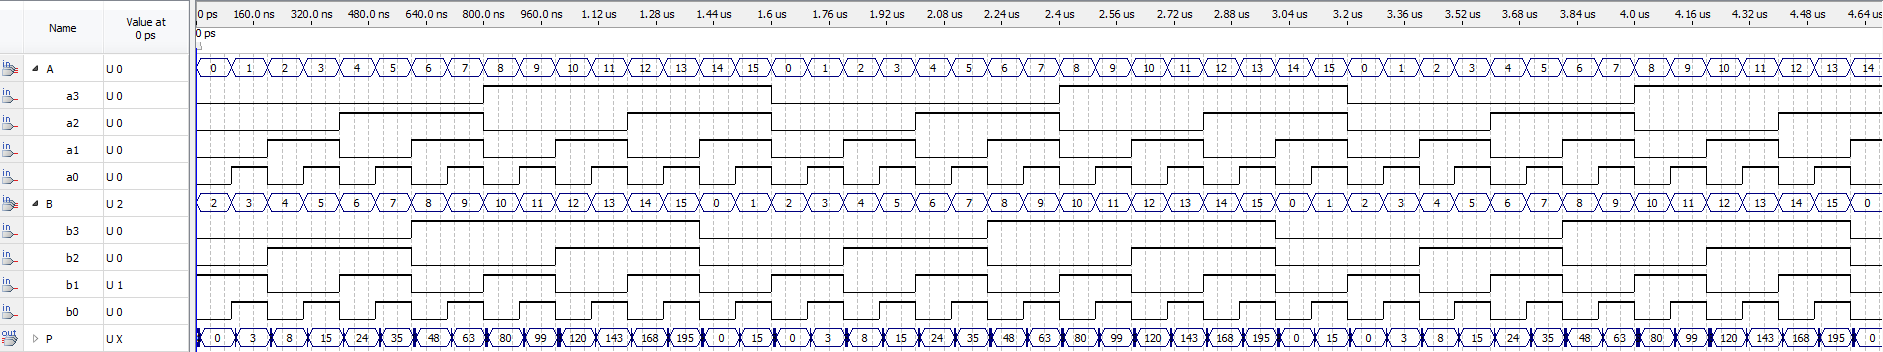 Name
Value at
0 ps
0 ps 160.0 ns 320.0 ns 480.0 ns 640.0 ns 800.0 ns 960.0 ns 1.12 us 1.28 us 1.44 us 1.6 us 1.76 us 1.92 us 2.08 us 2.24 us 2.4 us 2.56 us 2.72 us 2.88 us 3.04 us 3.2 us 3.36 us 3.52 us 3.68 us 3.84 us 4.0 us 4.16 us 4.32 us 4.48 us 4.64 us
0 ps
in A U 0 0 1 2 3 4 5 6 7 8 9 10 11 12 13 14 15 0 1 2 3 4 5 6 7 8 9 10 11 12 13 14 15 0 1 2 3 4 5 6 7 8 9 10 11 12 13 14
in a3 U 0
in a2 U 0
in a1 U 0
in a0 U 0
in B U 2 2 3 4 5 6 7 8 9 10 11 12 13 14 15 0 1 2 3 4 5 6 7 8 9 10 11 12 13 14 15 0 1 2 3 4 5 6 7 8 9 10 11 12 13 14 15 0
in b3 U 0
in b2 U 0
in b1 U 1
in b0 U 0
out P U X 0 3 8 15 24 35 48 63 80 99 120 143 168 195 0 15 0 3 8 15 24 35 48 63 80 99 120 143 168 195 0 15 0 3 8 15 24 35 48 63 80 99 120 143 168 195 0